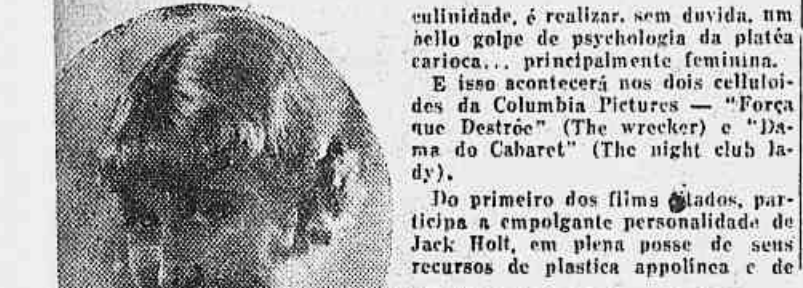 culinidade, é realizar, sem duvida, um
bello golpe de psychologia da platéa
carioca... principalmente feminina.
E isso acontecerá nos dois celluloi-
des da Columbia Pictures — "Força
que Destróe" (The wrecker) e "Da-
ma do Cabaret" (The night club la-
dy).
Do primeiro dos films citados, par-
ticipa a empolgante personalidade de
Jack Holt, em plena posse de seus
recursos de plastica appolinea e de